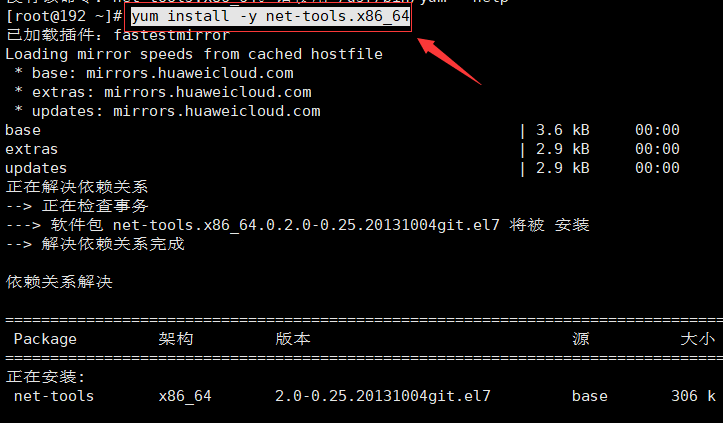 [root@192 ~]# yum install -y net-tools.x86_64
已加载插件：fastestmirror
Loading mirror speeds from cached hostfile
* base: mirrors.huaweicloud.com
* extras: mirrors.huaweicloud.com
* updates: mirrors.huaweicloud.com
base | 3.6 kB 00:00
extras | 2.9 kB 00:00
updates | 2.9 kB 00:00
正在解决依赖关系
--> 正在检查事务
---> 软件包 net-tools.x86_64.0.2.0-0.25.20131004git.el7 将被 安装
--> 解决依赖关系完成
依赖关系解决
================================================================================
Package 架构 版本 源 大小
================================================================================
正在安装:
net-tools x86_64 2.0-0.25.20131004git.el7 base 306 k